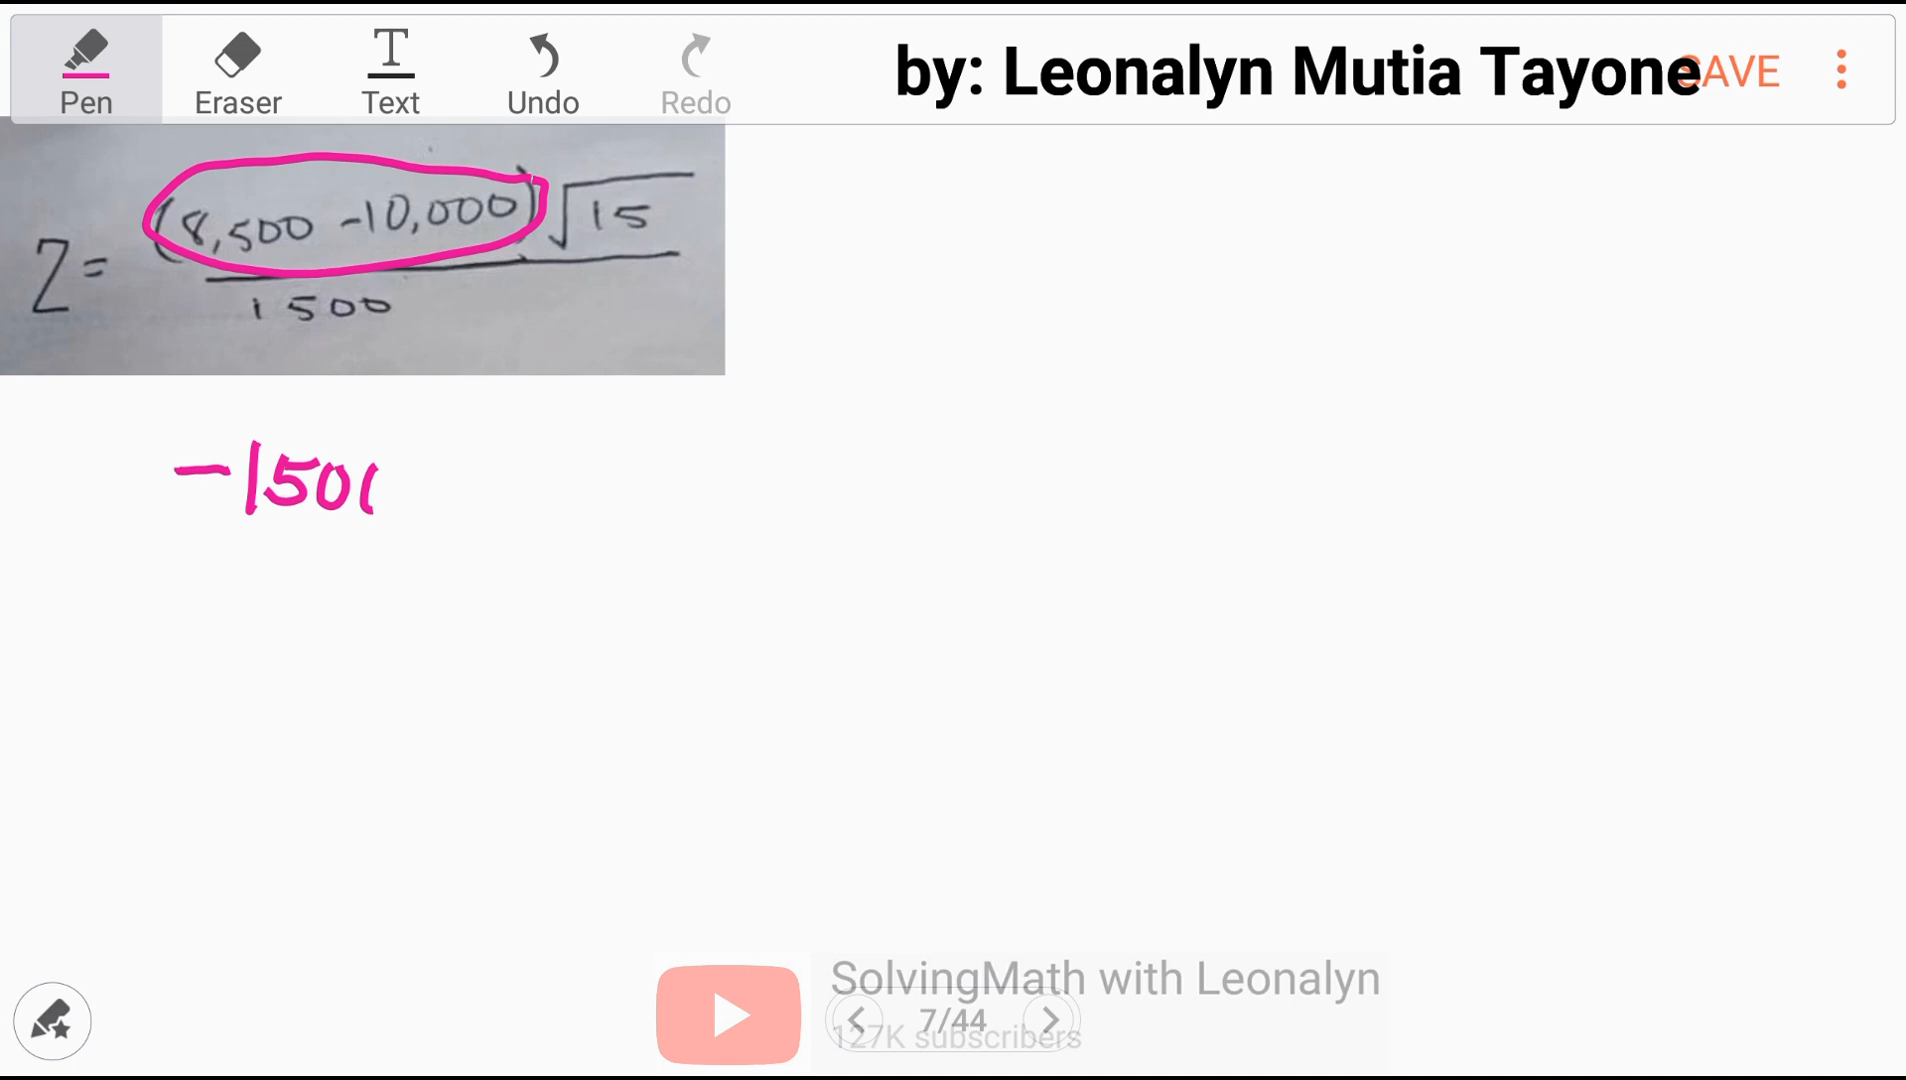 Pen Eraser Text Undo Redo by: Leonalyn Mutia Tayone SAVE
(8,500 -10,000) √15
Z=
1500
-150
SolvingMath with Leonalyn
7/44
127K subscribers